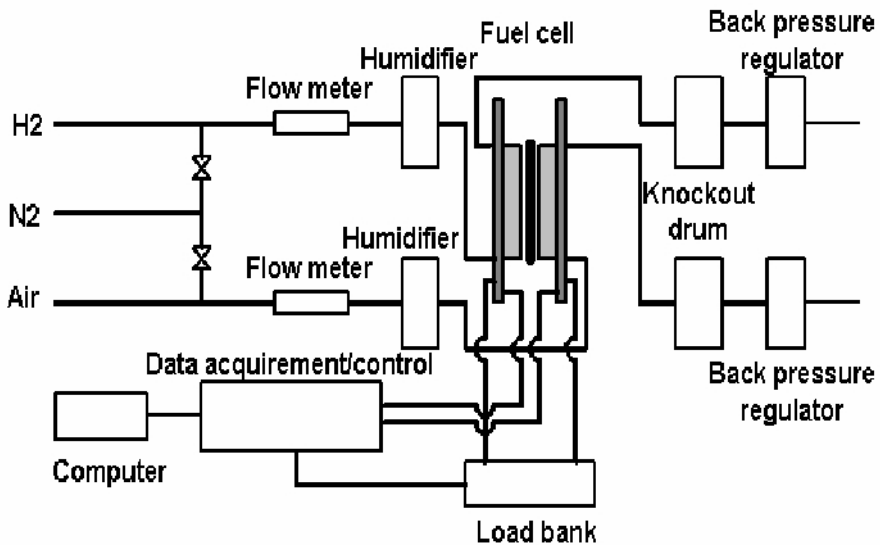 Fuel cell
Back pressure
regulator
Humidifier
Flow meter
H2
Knockout
drum
N2
Humidifier
Flow meter
Air
Data acquirement/control
Back pressure
regulator
Computer
Load bank